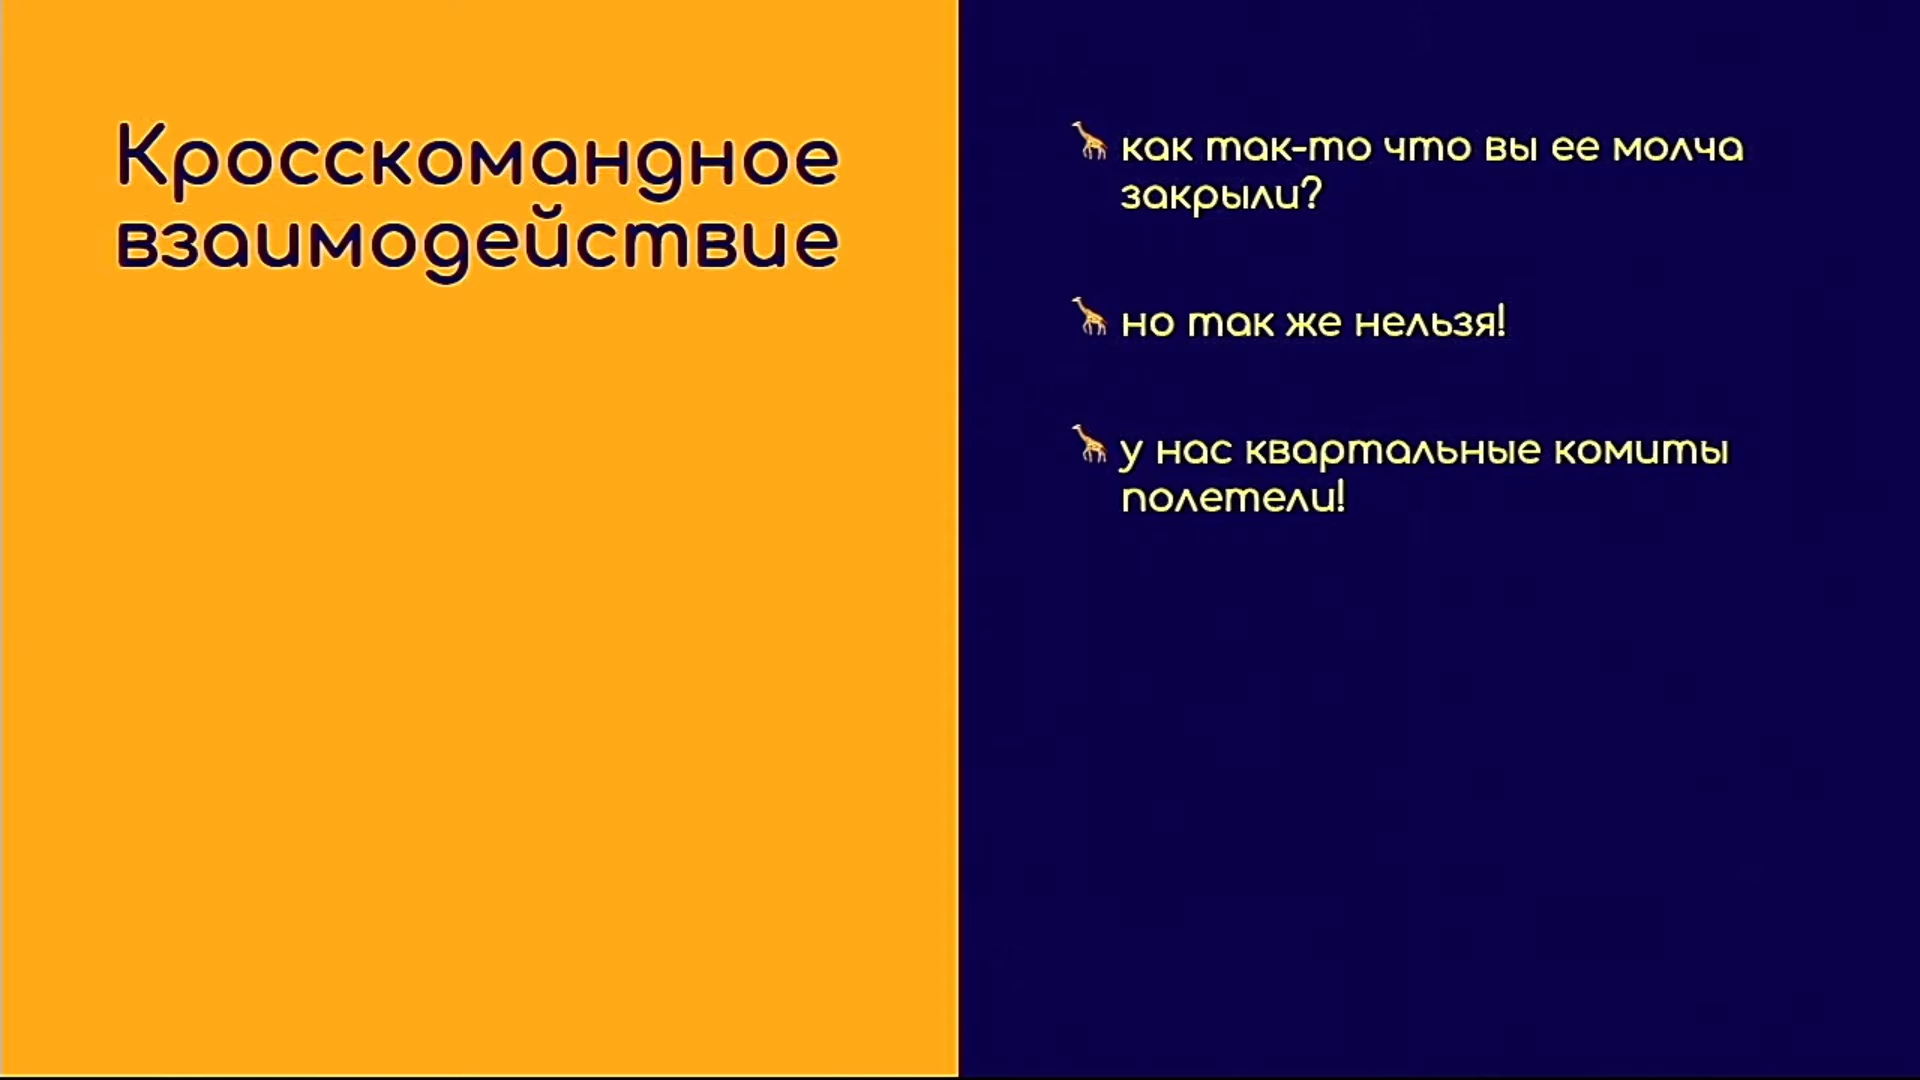 Кросскомандное
взаимодействие
как так-то что вы ее молча
закрыли?
но так же нельзя!
у нас квартальные комиты
полетели!